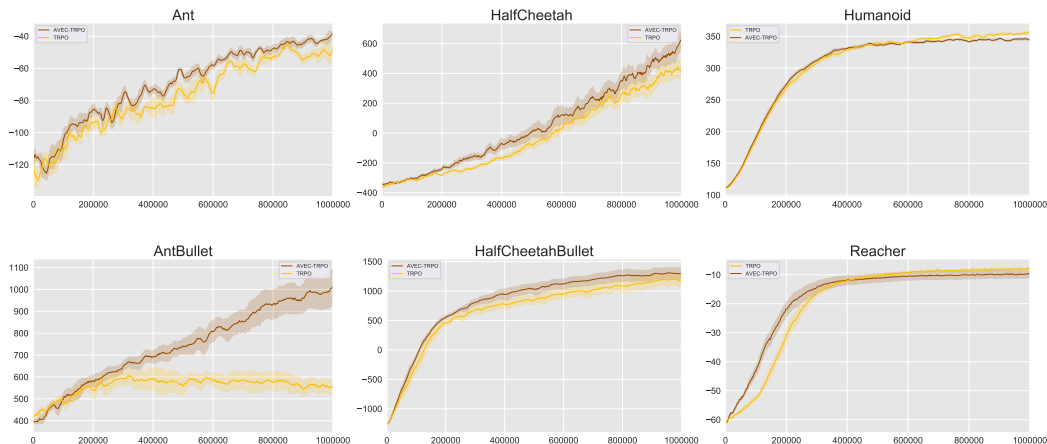 Ant
AVEC-TRPO
TRPO
−40
−60
−80
−100
−120
0 200000 400000 600000 800000 1000000
HalfCheetah
AVEC-TRPO
TRPO
600
400
200
0
−200
−400
0 200000 400000 600000 800000 1000000
Humanoid
TRPO
AVEC-TRPO
350
300
250
200
150
100
0 200000 400000 600000 800000 1000000
AntBullet
AVEC-TRPO
TRPO
1100
1000
900
800
700
600
500
400
0 200000 400000 600000 800000 1000000
HalfCheetahBullet
AVEC-TRPO
TRPO
1500
1000
500
0
−500
−1000
0 200000 400000 600000 800000 1000000
Reacher
TRPO
AVEC-TRPO
−10
−20
−30
−40
−50
−60
0 200000 400000 600000 800000 1000000